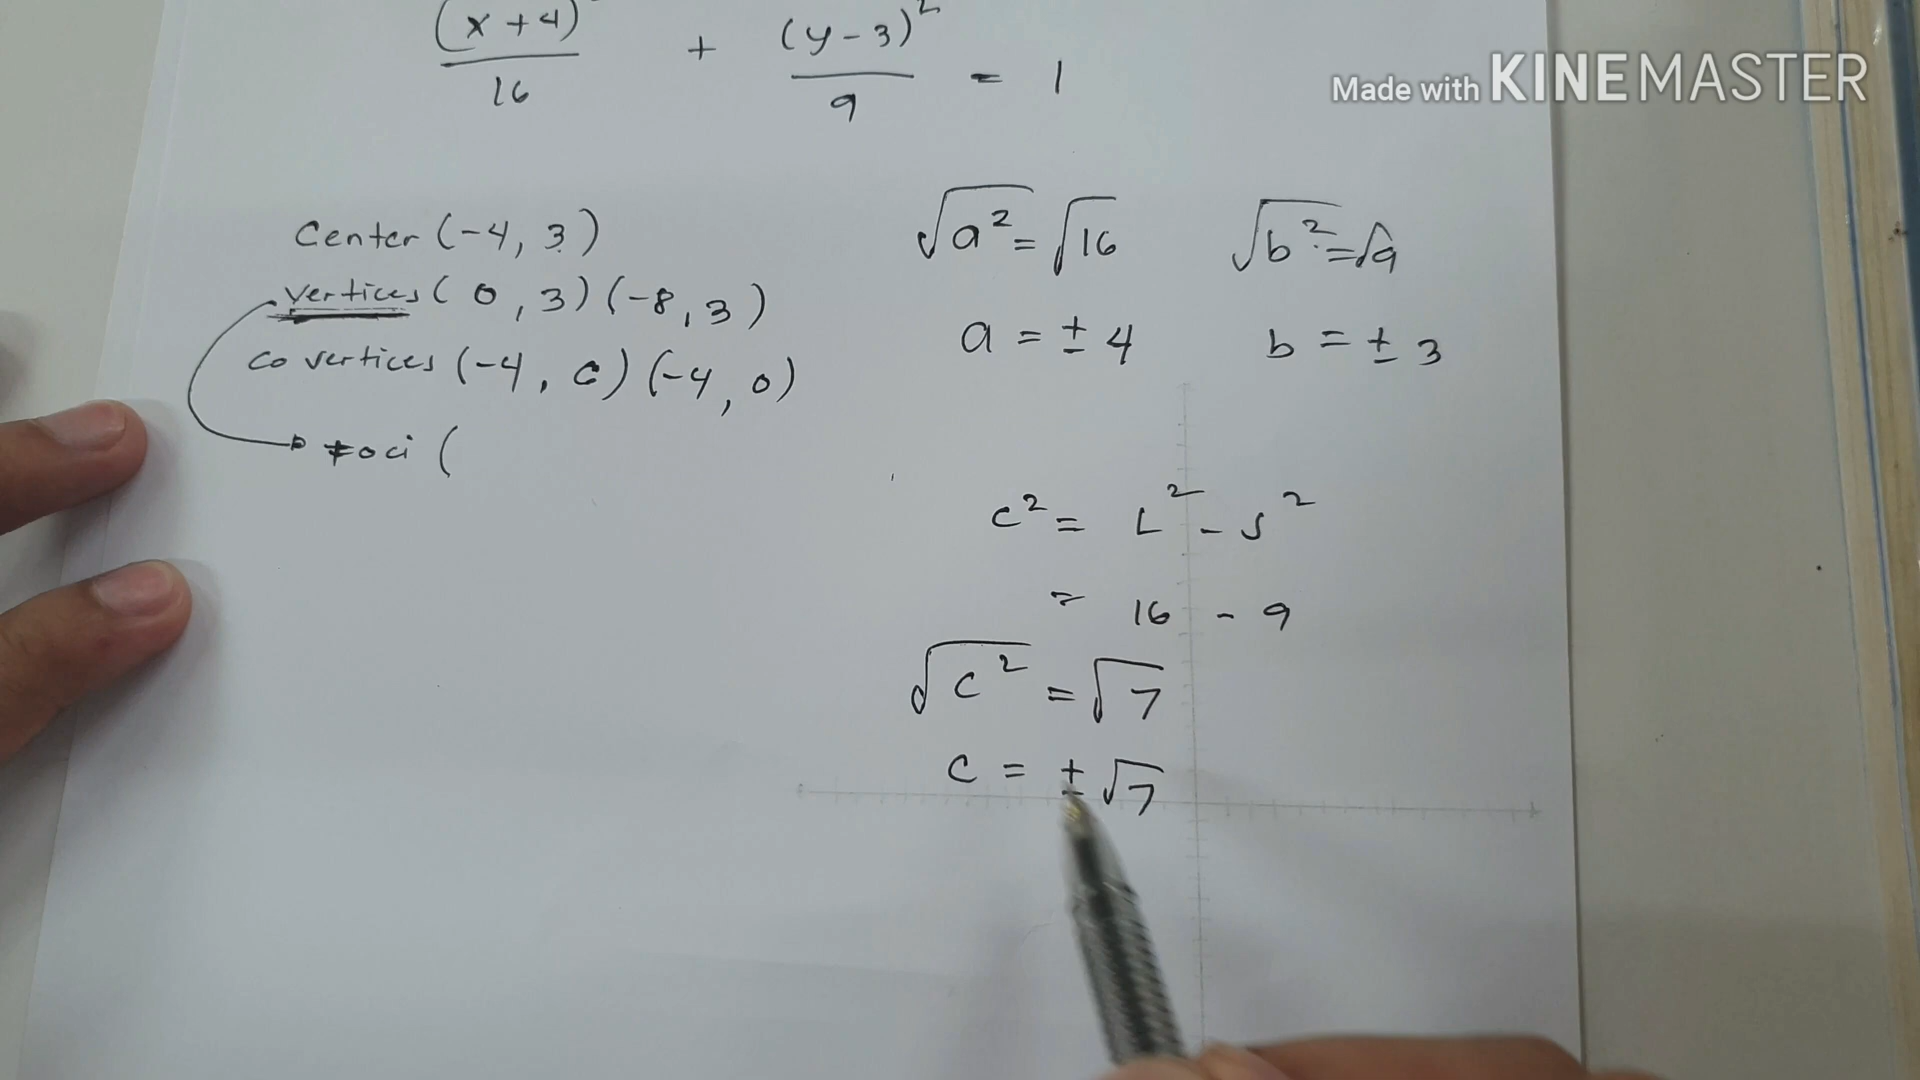 (x+4)
16
+
(y-3)²
9
= 1
Made with KINEMASTER
Center (-4, 3)
vertices (0, 3) (-8, 3)
co vertices (-4, 6) (-4, 0)
Foci (
√a² = √16
a = ± 4
√b² = √9
b = ± 3
c² = L² - s²
= 16 - 9
√c² = √7
c = ± √7